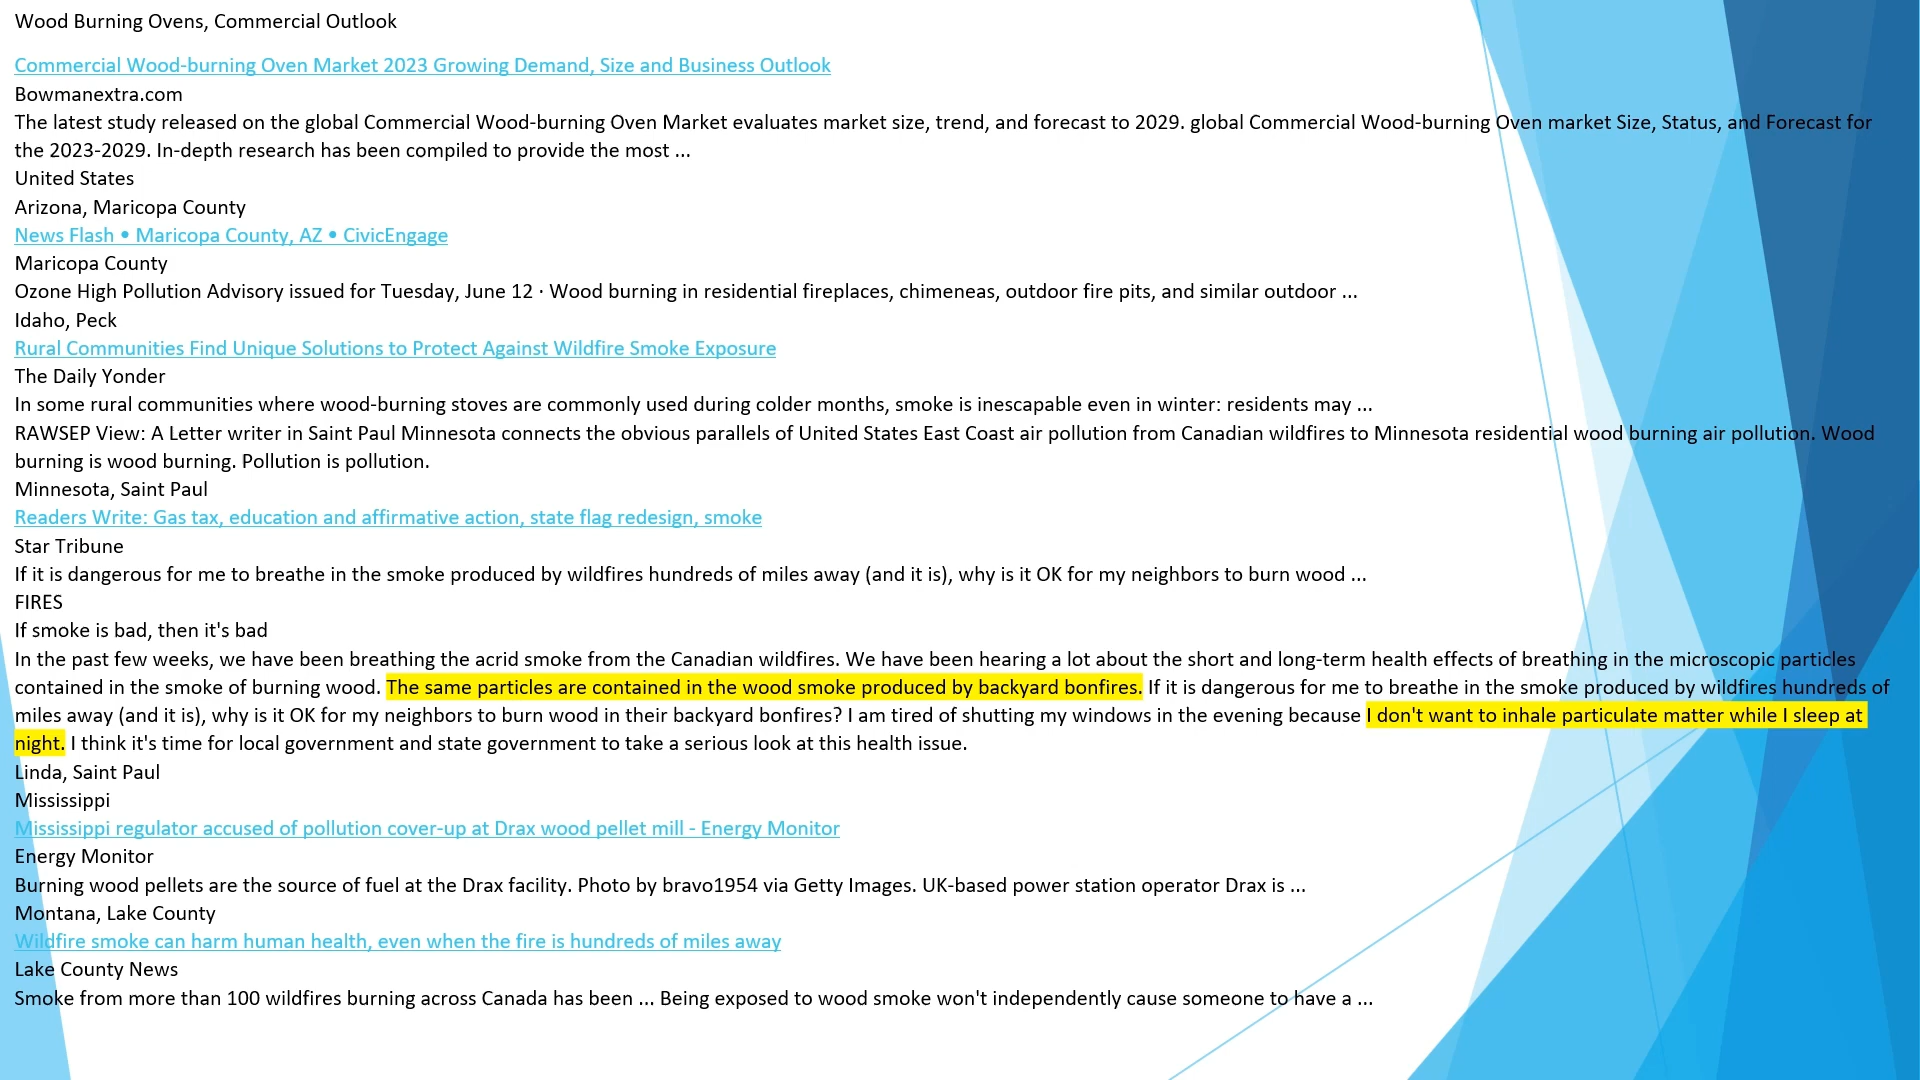 Wood Burning Ovens, Commercial Outlook
Commercial Wood-burning Oven Market 2023 Growing Demand, Size and Business Outlook
Bowmanextra.com
The latest study released on the global Commercial Wood-burning Oven Market evaluates market size, trend, and forecast to 2029. global Commercial Wood-burning Oven market Size, Status, and Forecast for
the 2023-2029. In-depth research has been compiled to provide the most ...
United States
Arizona, Maricopa County
News Flash • Maricopa County, AZ • CivicEngage
Maricopa County
Ozone High Pollution Advisory issued for Tuesday, June 12 · Wood burning in residential fireplaces, chimeneas, outdoor fire pits, and similar outdoor ...
Idaho, Peck
Rural Communities Find Unique Solutions to Protect Against Wildfire Smoke Exposure
The Daily Yonder
In some rural communities where wood-burning stoves are commonly used during colder months, smoke is inescapable even in winter: residents may ...
RAWSEP View: A Letter writer in Saint Paul Minnesota connects the obvious parallels of United States East Coast air pollution from Canadian wildfires to Minnesota residential wood burning air pollution. Wood
burning is wood burning. Pollution is pollution.
Minnesota, Saint Paul
Readers Write: Gas tax, education and affirmative action, state flag redesign, smoke
Star Tribune
If it is dangerous for me to breathe in the smoke produced by wildfires hundreds of miles away (and it is), why is it OK for my neighbors to burn wood ...
FIRES
If smoke is bad, then it's bad
In the past few weeks, we have been breathing the acrid smoke from the Canadian wildfires. We have been hearing a lot about the short and long-term health effects of breathing in the microscopic particles
contained in the smoke of burning wood. The same particles are contained in the wood smoke produced by backyard bonfires. If it is dangerous for me to breathe in the smoke produced by wildfires hundreds of
miles away (and it is), why is it OK for my neighbors to burn wood in their backyard bonfires? I am tired of shutting my windows in the evening because I don't want to inhale particulate matter while I sleep at
night. I think it's time for local government and state government to take a serious look at this health issue.
Linda, Saint Paul
Mississippi
Mississippi regulator accused of pollution cover-up at Drax wood pellet mill - Energy Monitor
Energy Monitor
Burning wood pellets are the source of fuel at the Drax facility. Photo by bravo1954 via Getty Images. UK-based power station operator Drax is ...
Montana, Lake County
Wildfire smoke can harm human health, even when the fire is hundreds of miles away
Lake County News
Smoke from more than 100 wildfires burning across Canada has been ... Being exposed to wood smoke won't independently cause someone to have a ...